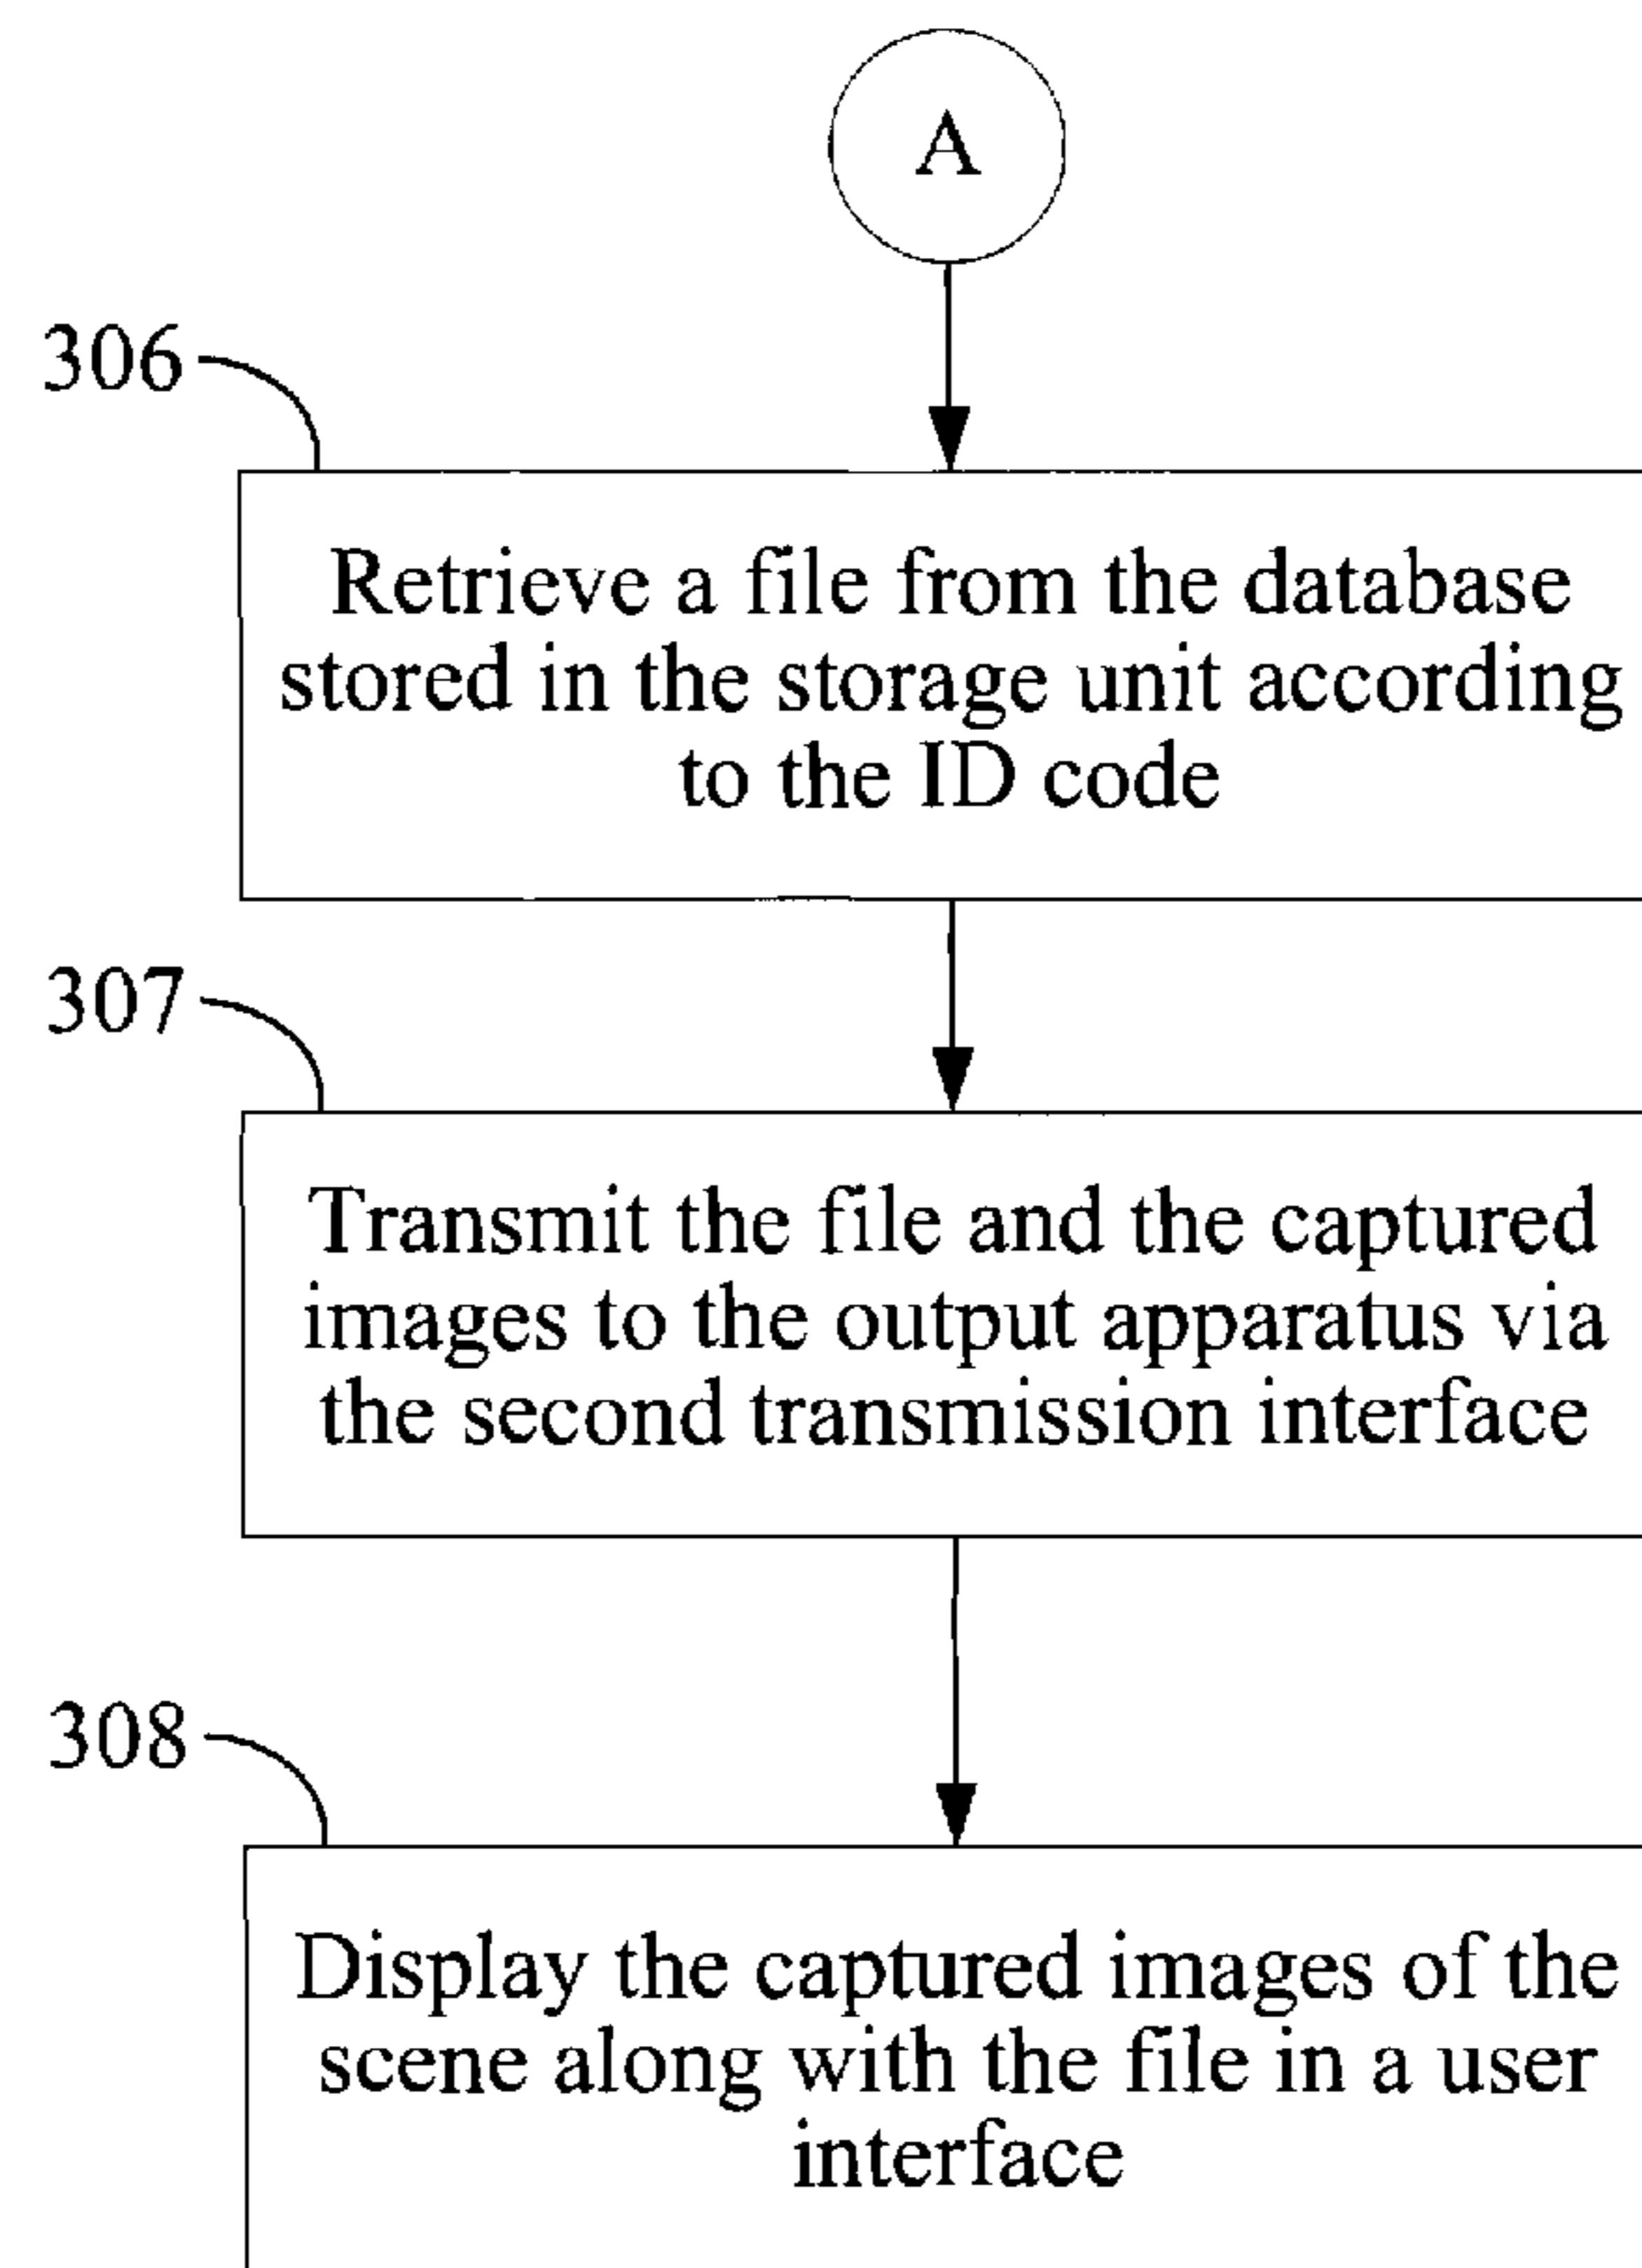 A
306
Retrieve a file from the database
stored in the storage unit according
to the ID code
307
Transmit the file and the captured
images to the output apparatus via
the second transmission interface
308
Display the captured images of the
scene along with the file in a user
interface